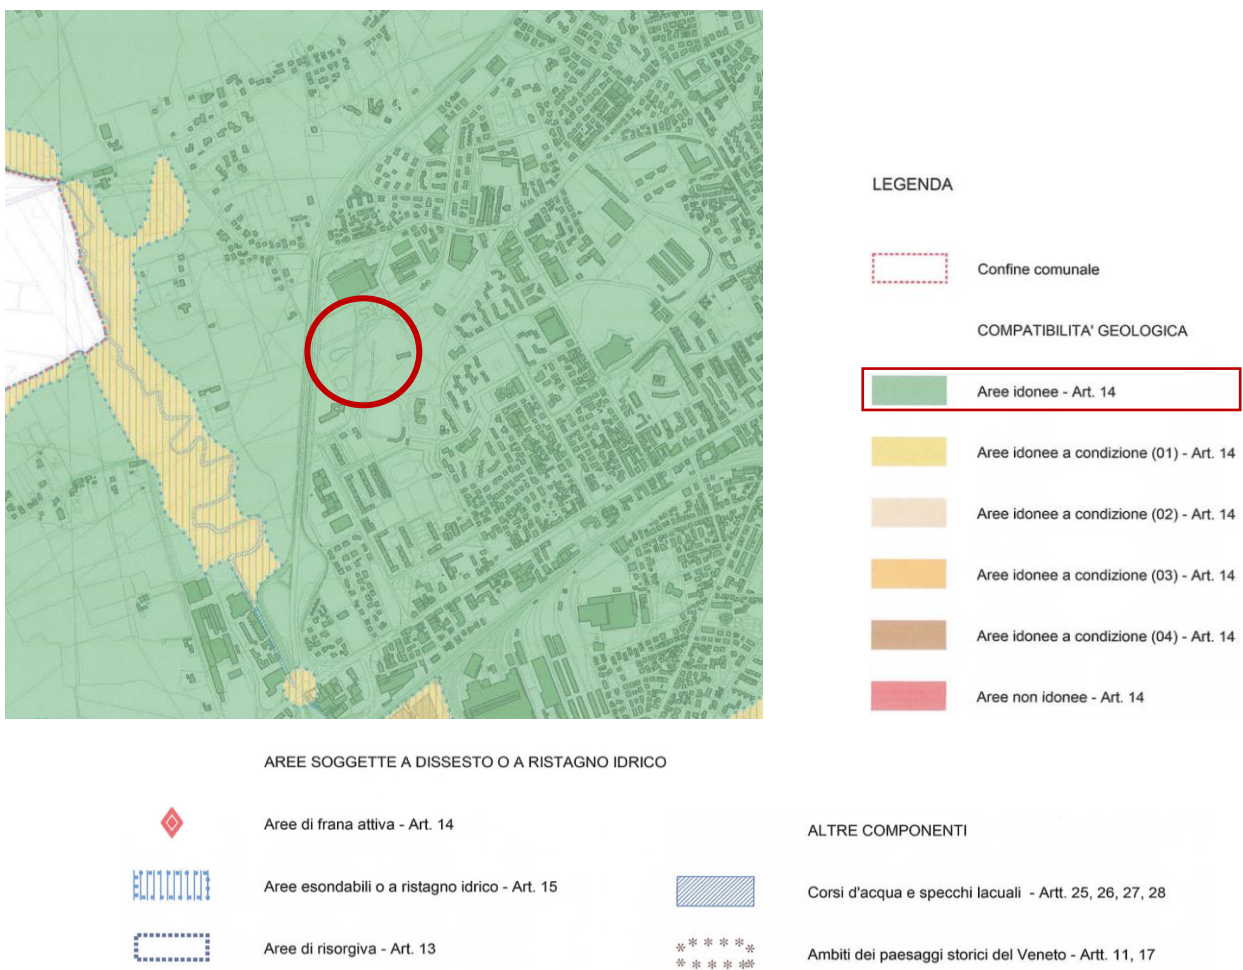 LEGENDA
Confine comunale
COMPATIBILITA' GEOLOGICA
Aree idonee - Art. 14
Aree idonee a condizione (01) - Art. 14
Aree idonee a condizione (02) - Art. 14
Aree idonee a condizione (03) - Art. 14
Aree idonee a condizione (04) - Art. 14
Aree non idonee - Art. 14
AREE SOGGETTE A DISSESTO O A RISTAGNO IDRICO
Aree di frana attiva - Art. 14
Aree esondabili o a ristagno idrico - Art. 15
Aree di risorgiva - Art. 13
ALTRE COMPONENTI
Corsi d'acqua e specchi lacuali - Artt. 25, 26, 27, 28
Ambiti dei paesaggi storici del Veneto - Artt. 11, 17